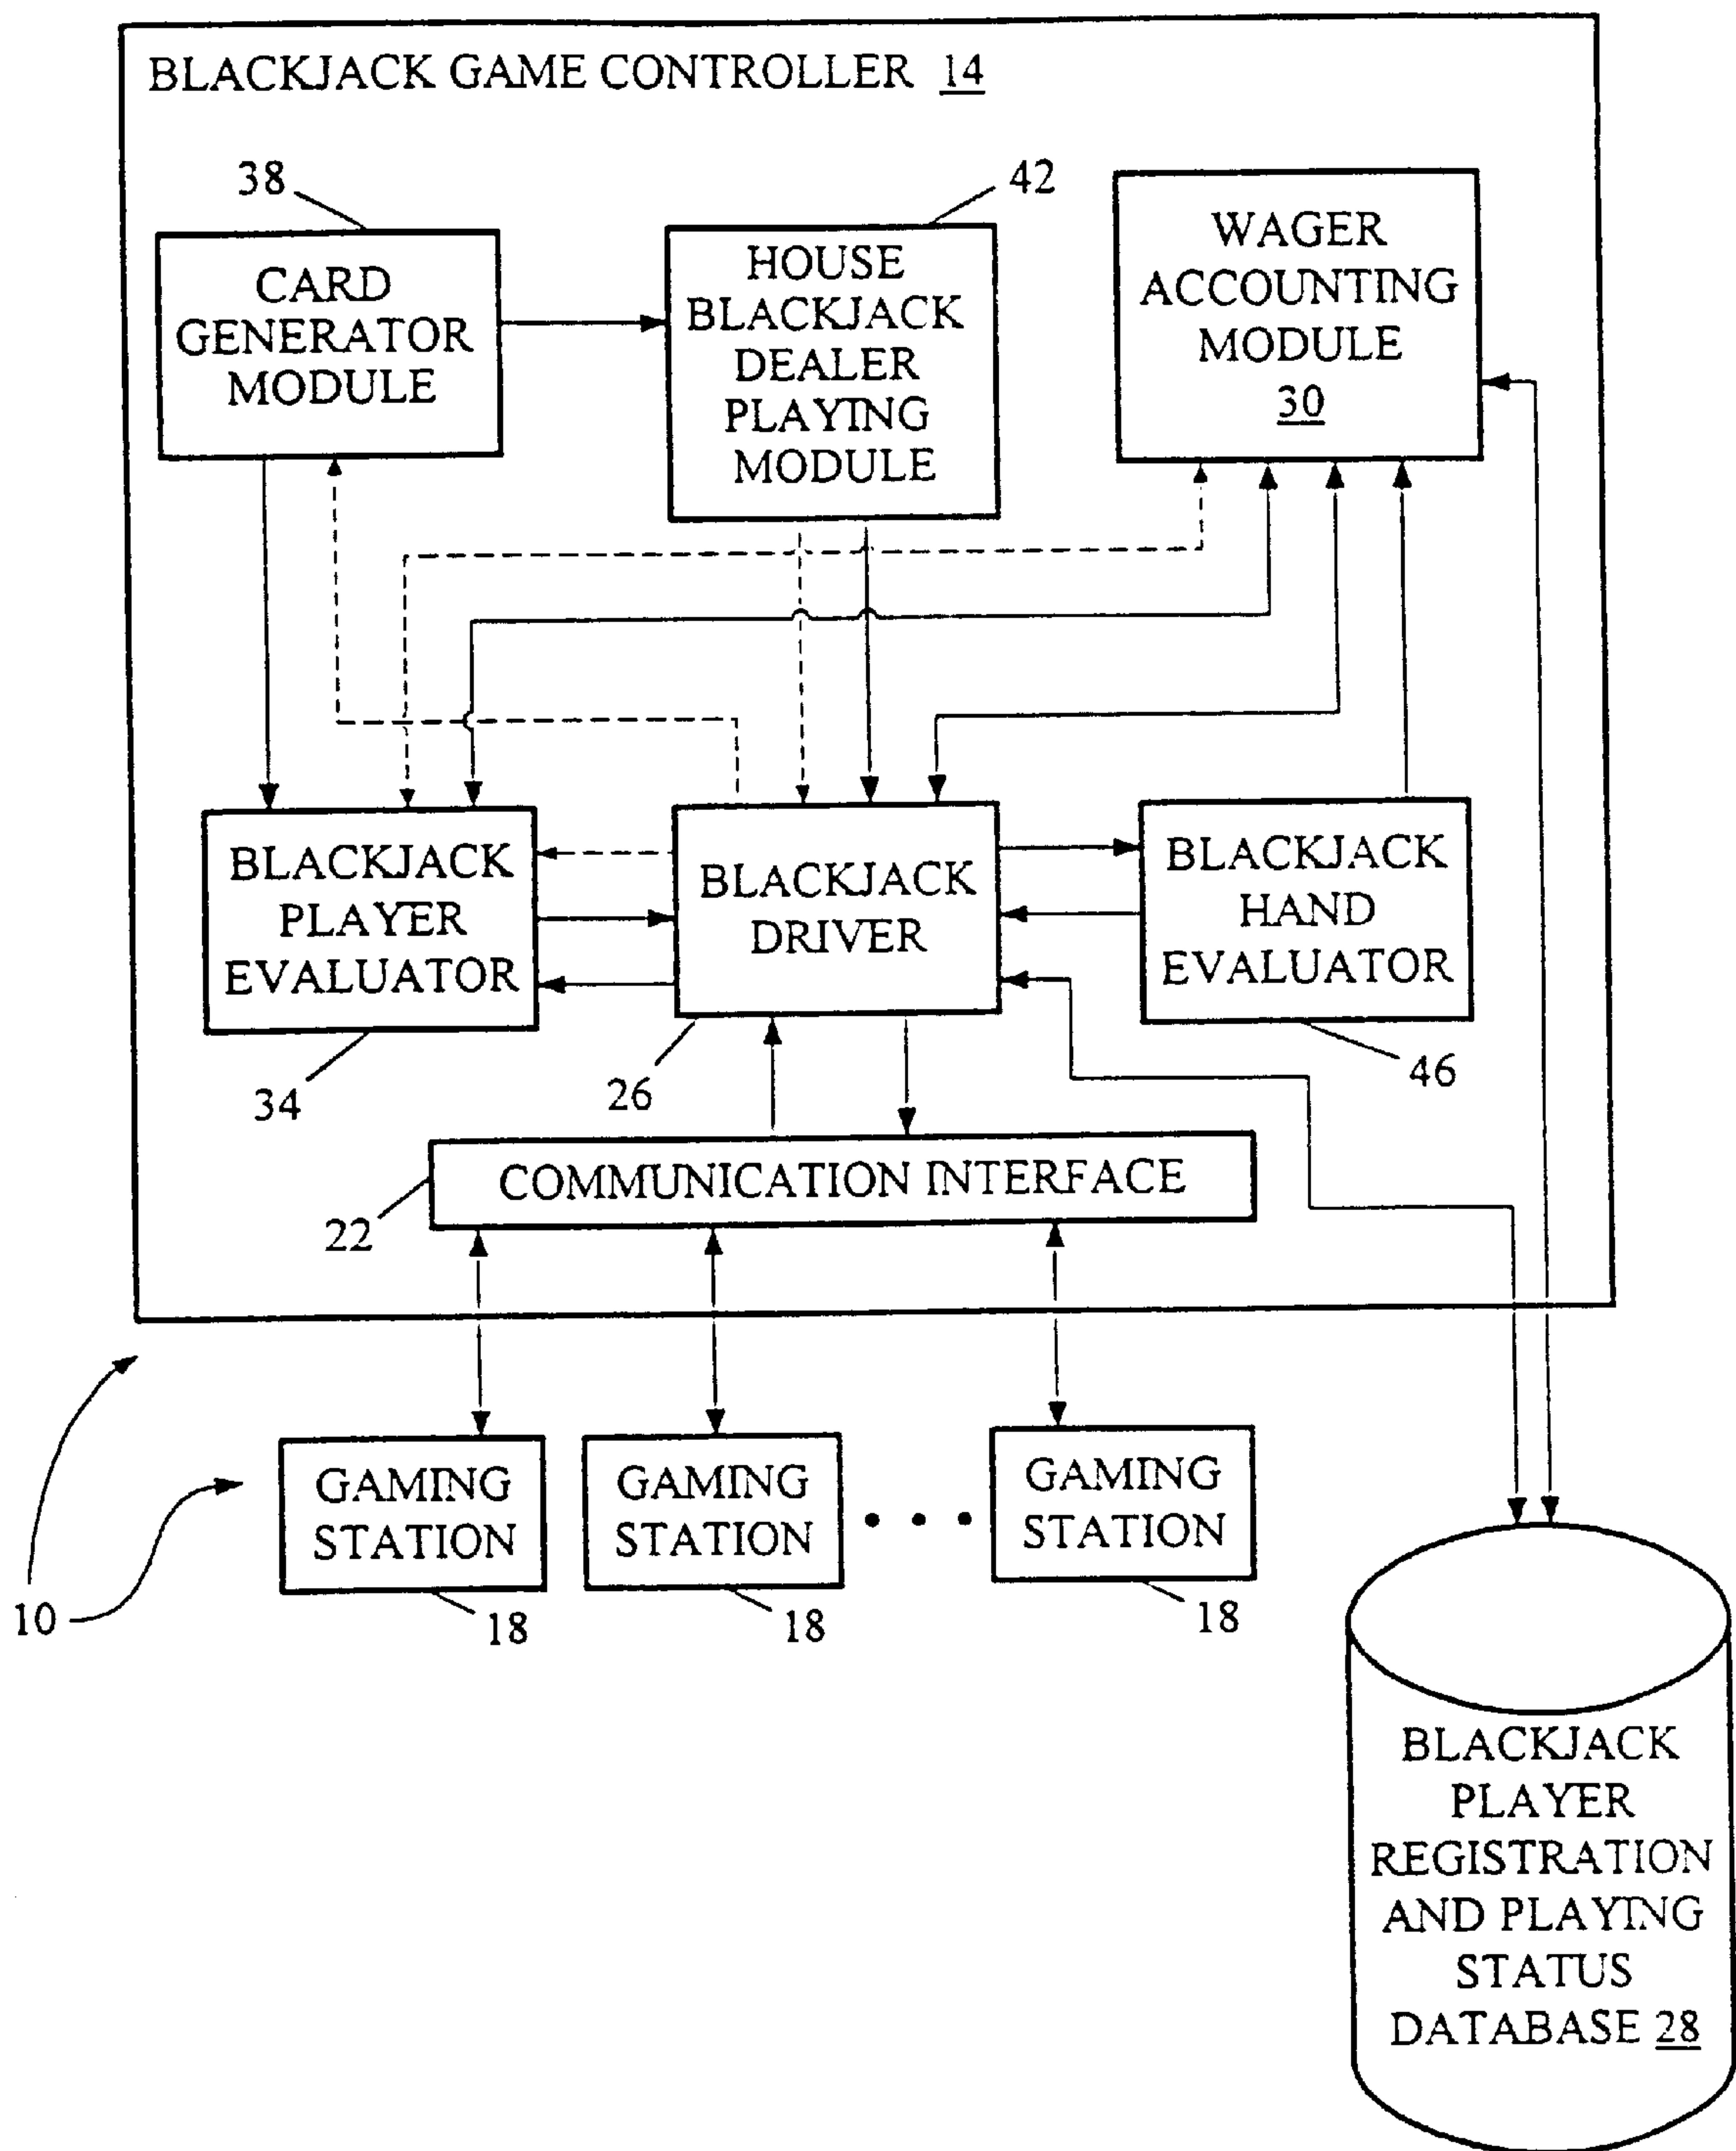 BLACKJACK GAME CONTROLLER 14
38
42
CARD
GENERATOR
MODULE
HOUSE
BLACKJACK
DEALER
PLAYING
MODULE
WAGER
ACCOUNTING
MODULE
30
BLACKJACK
PLAYER
EVALUATOR
BLACKJACK
DRIVER
BLACKJACK
HAND
EVALUATOR
34
26
46
COMMUNICATION INTERFACE
22
GAMING
STATION
GAMING
STATION
GAMING
STATION
10
18
18
18
BLACKJACK
PLAYER
REGISTRATION
AND PLAYING
STATUS
DATABASE 28